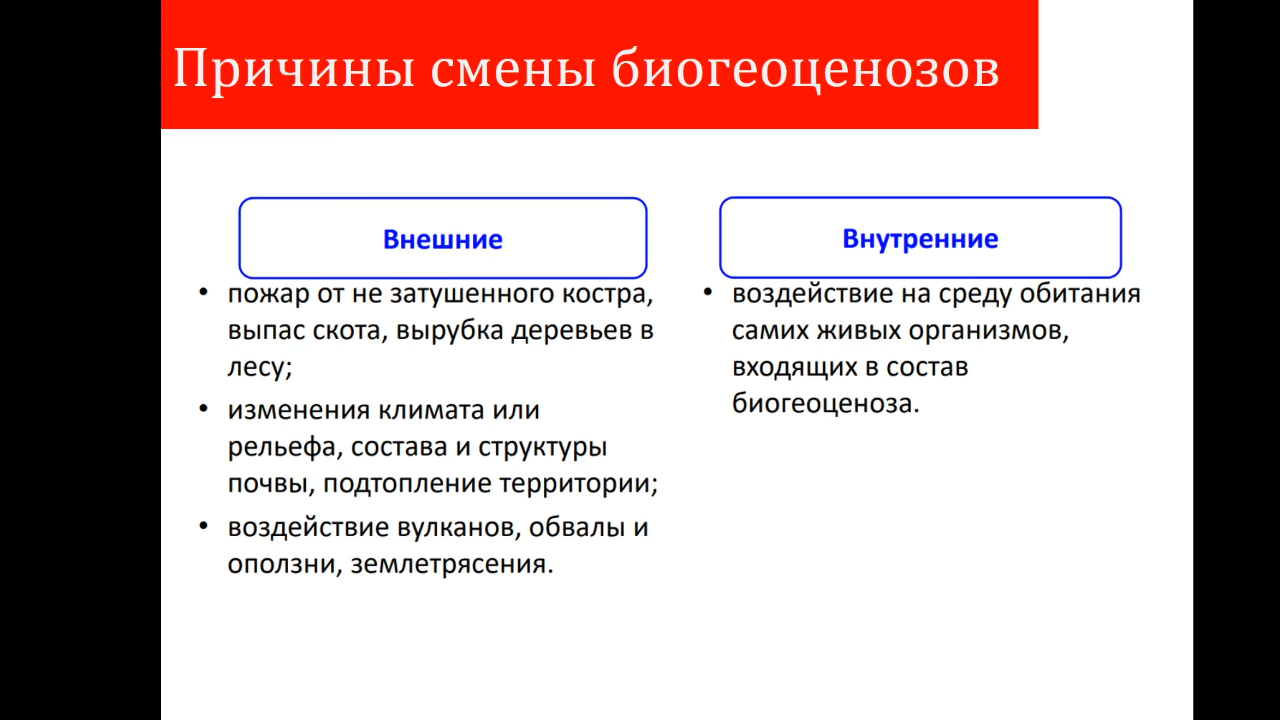 Причины смены биогеоценозов
Внешние
• пожар от не затушенного костра,
выпас скота, вырубка деревьев в
лесу;
• изменения климата или
рельефа, состава и структуры
почвы, подтопление территории;
• воздействие вулканов, обвалы и
оползни, землетрясения.
Внутренние
• воздействие на среду обитания
самих живых организмов,
входящих в состав
биогеоценоза.